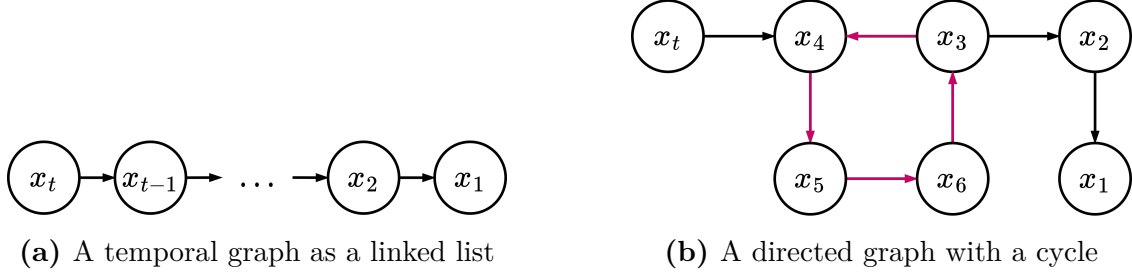 x_t x_4 x_3 x_2
x_t x_{t-1} ... x_2 x_1 x_5 x_6 x_1
(a) A temporal graph as a linked list
(b) A directed graph with a cycle